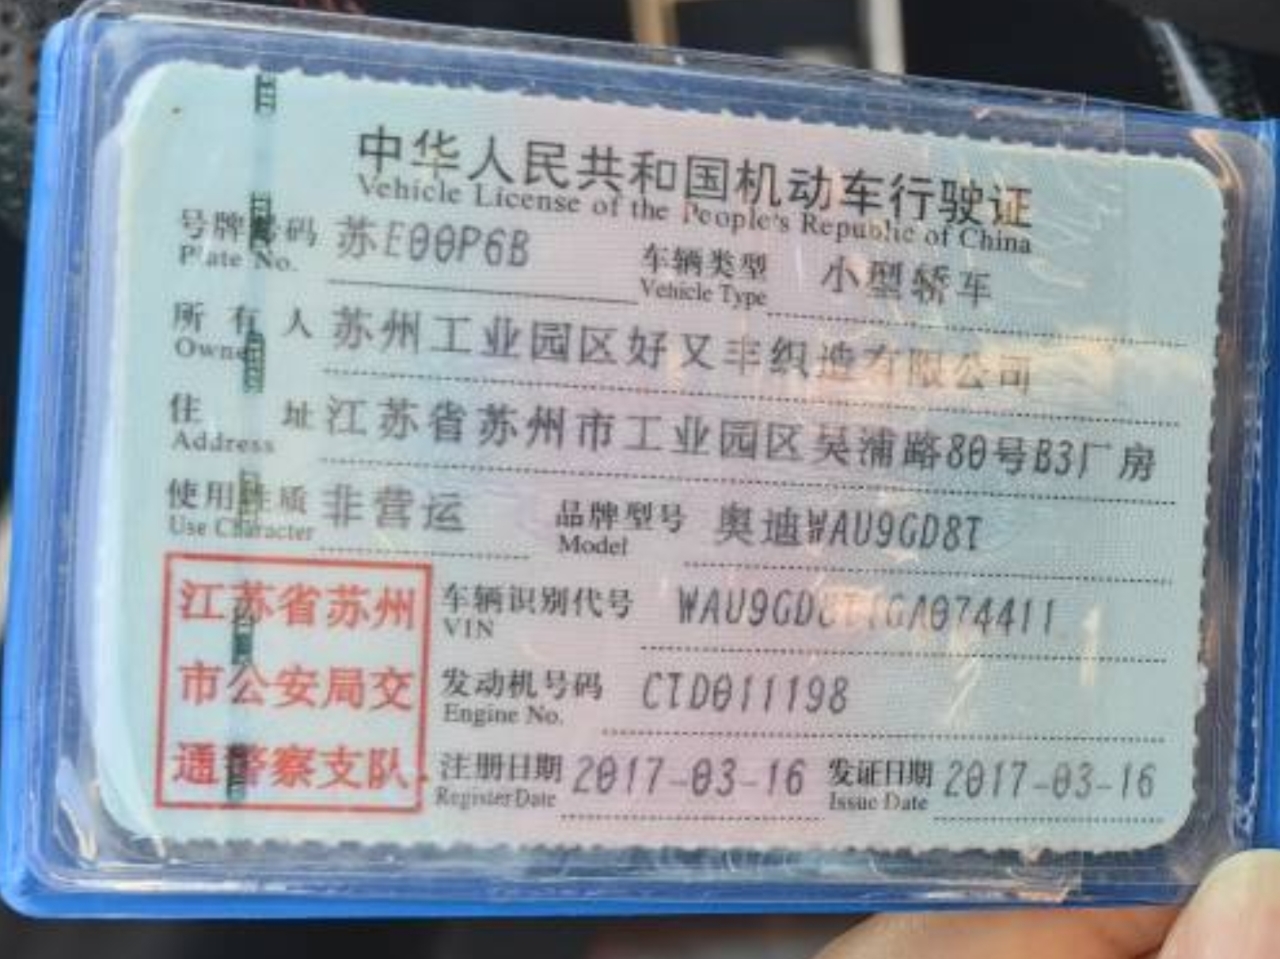 中华人民共和国机动车行驶证
Vehicle License of the People's Republic of China
号牌号码 苏E00P6B 车辆类型 小型轿车
Plate No. Vehicle Type
所有人 苏州工业园区好又丰织造有限公司
Owner
住址 江苏省苏州市工业园区吴浦路80号B3厂房
Address
使用性质 非营运 品牌型号 奥迪WAU9GD8T
Use Character Model
江苏省苏州
市公安局交
通警察支队
车辆识别代号
VIN
发动机号码 CTD011198
Engine No.
注册日期 2017-03-16 发证日期 2017-03-16
Register Date Issue Date